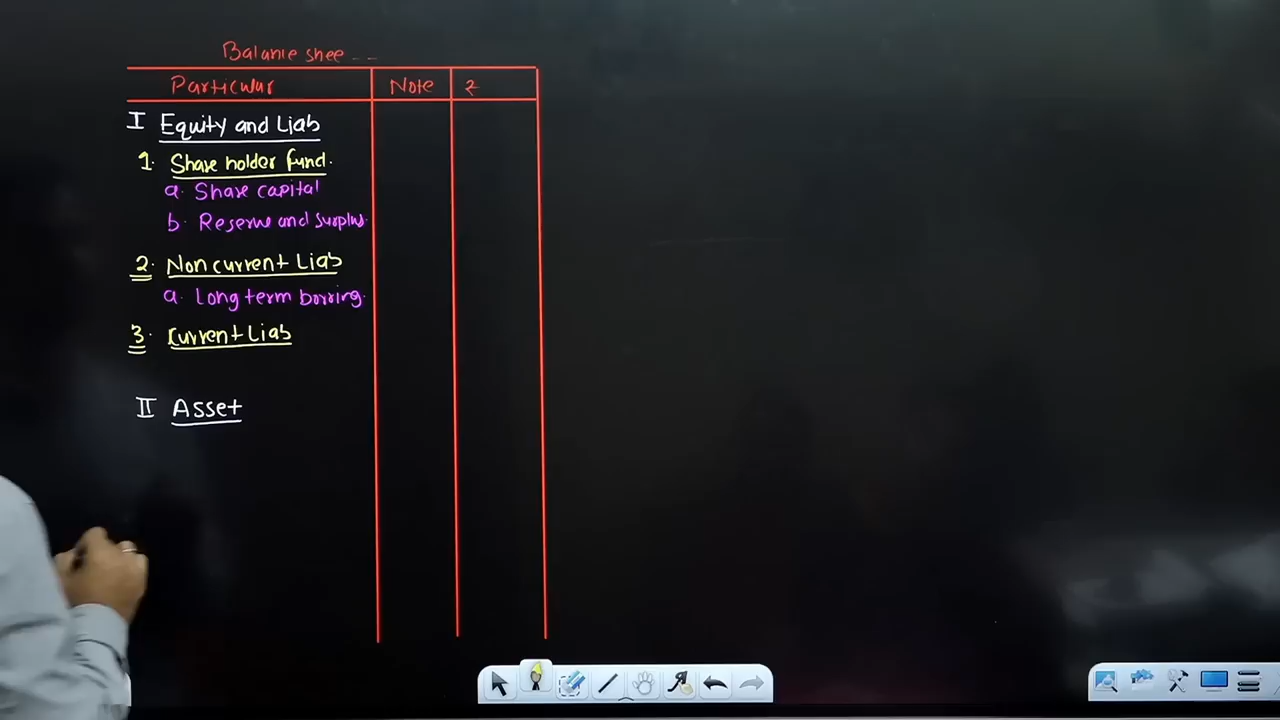 Balanie shee --
Particular Note ₹
I Equity and Liab
1. Share holder fund.
a. Share capital
b. Reserve and surplus.
2. Non current Liab
a. Long term borring.
3. Current Liab
II Asset